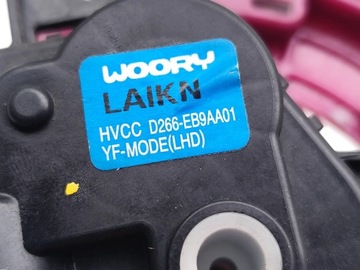 WOORY
LAIKN
HVCC D266-EB9AA01
YF-MODE(LHD)